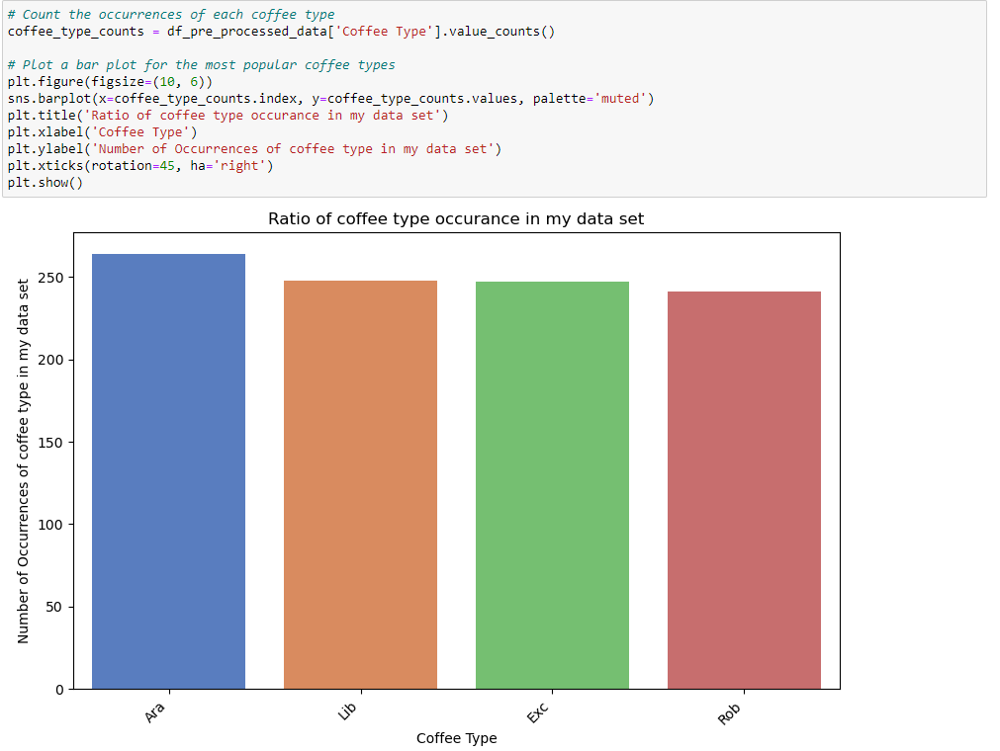 # Count the occurrences of each coffee type
coffee_type_counts = df_pre_processed_data['Coffee Type'].value_counts()
# Plot a bar plot for the most popular coffee types
plt.figure(figsize=(10, 6))
sns.barplot(x=coffee_type_counts.index, y=coffee_type_counts.values, palette='muted')
plt.title('Ratio of coffee type occurance in my data set')
plt.xlabel('Coffee Type')
plt.ylabel('Number of Occurrences of coffee type in my data set')
plt.xticks(rotation=45, ha='right')
plt.show()
Ratio of coffee type occurance in my data set
Number of Occurrences of coffee type in my data set
250
200
150
100
50
0
Ara
Lib
Exc
Rob
Coffee Type